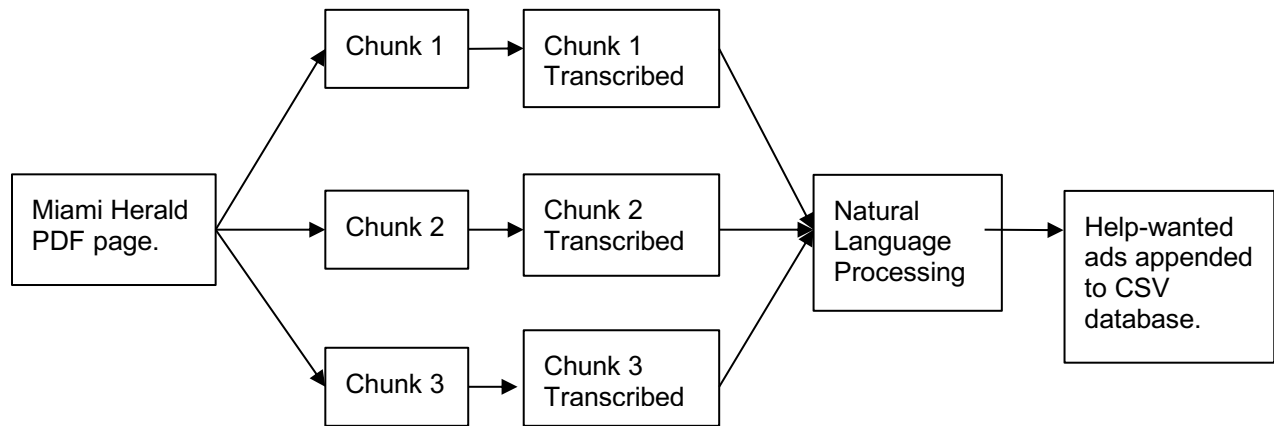 Miami Herald
PDF page.
Chunk 1
Chunk 1
Transcribed
Chunk 2
Chunk 2
Transcribed
Chunk 3
Chunk 3
Transcribed
Natural
Language
Processing
Help-wanted
ads appended
to CSV
database.